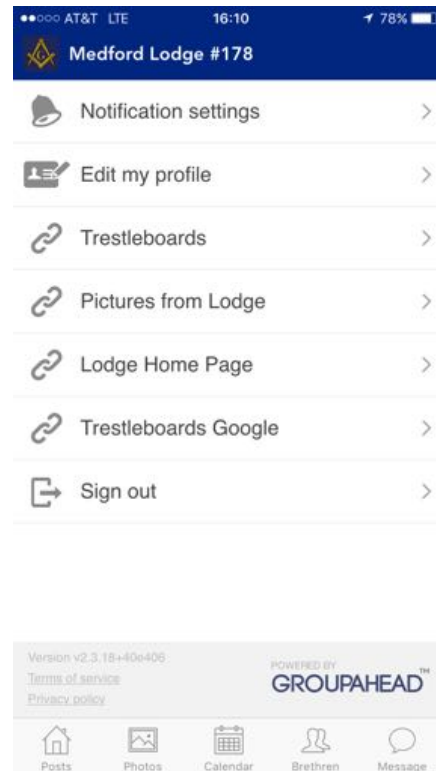 AT&T LTE 16:10 78%
Medford Lodge #178
Notification settings
Edit my profile
Trestleboards
Pictures from Lodge
Lodge Home Page
Trestleboards Google
Sign out
Version v2.3.18+40e406
Terms of service
Privacy policy
POWERED BY
GROUPAHEAD™
Posts Photos Calendar Brethren Message